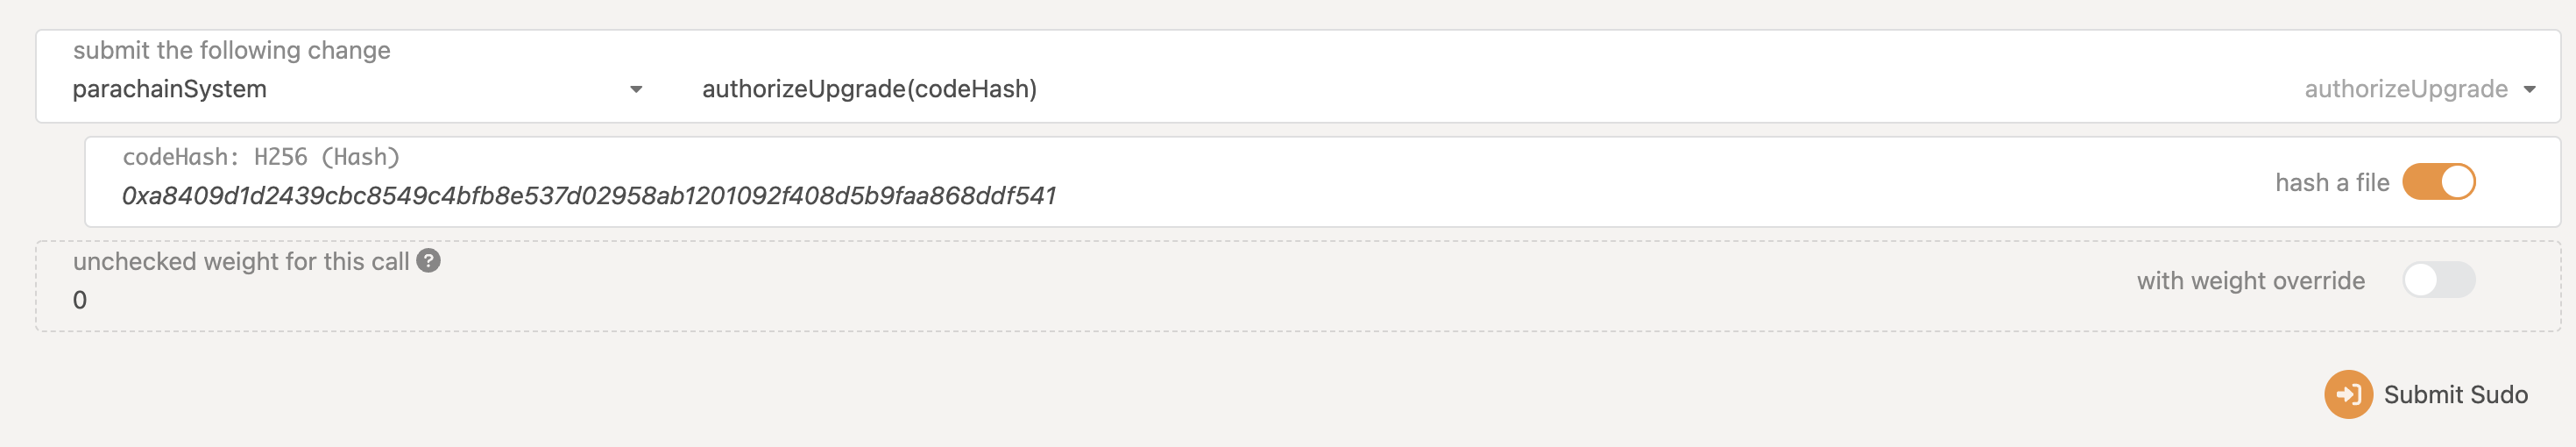 submit the following change
parachainSystem
authorizeUpgrade(codeHash)
authorizeUpgrade
codeHash: H256 (Hash)
0xa8409d1d2439cbc8549c4bfb8e537d02958ab1201092f408d5b9faa868ddf541
hash a file
unchecked weight for this call ?
0
with weight override
Submit Sudo